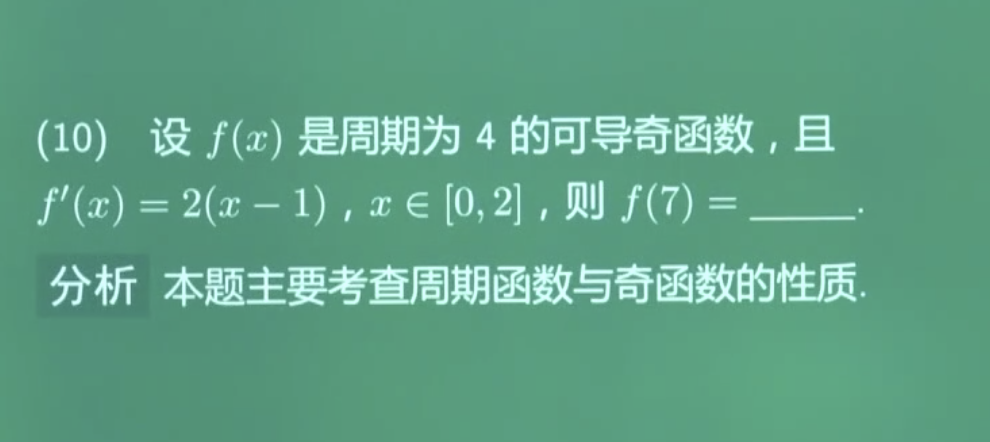 (10) 设 f(x) 是周期为 4 的可导奇函数，且
f′(x) = 2(x − 1)，x ∈ [0, 2]，则 f(7) = _____.
分析 本题主要考查周期函数与奇函数的性质.